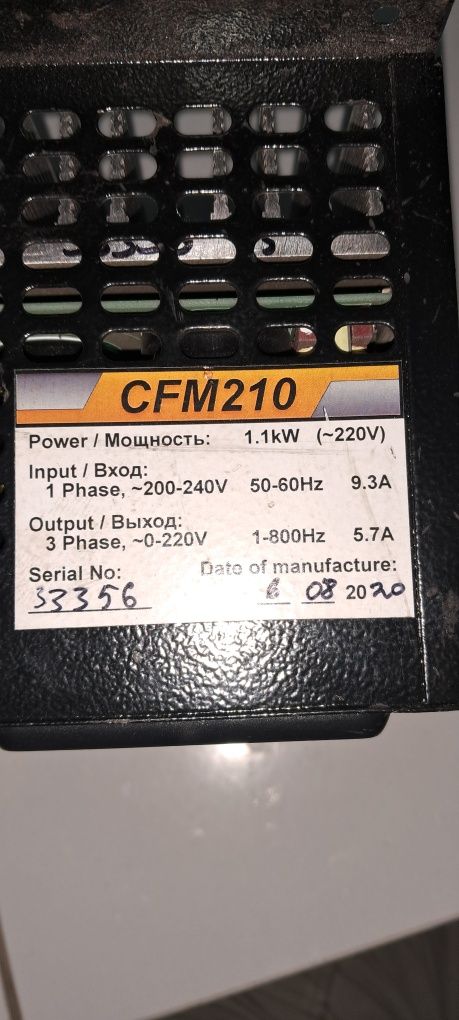 CFM210
Power / Мощность: 1.1kW (~220V)
Input / Вход:
1 Phase, ~200-240V 50-60Hz 9.3A
Output / Выход:
3 Phase, ~0-220V 1-800Hz 5.7A
Serial No: Date of manufacture:
33356 6 08 2020